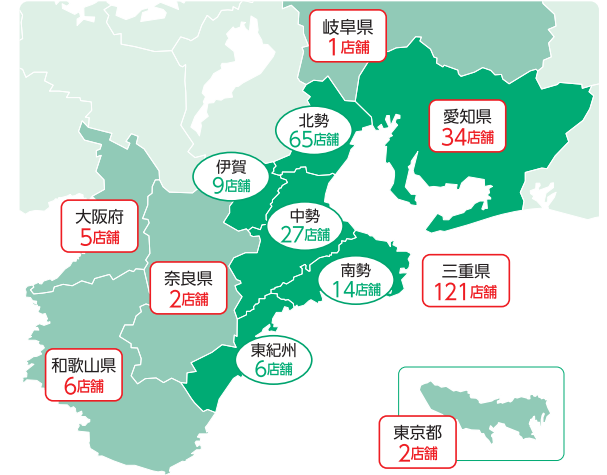 岐阜県
1店舗
北勢
65店舗
愛知県
34店舗
伊賀
9店舗
大阪府
5店舗
中勢
27店舗
奈良県
2店舗
南勢
14店舗
三重県
121店舗
和歌山県
6店舗
東紀州
6店舗
東京都
2店舗